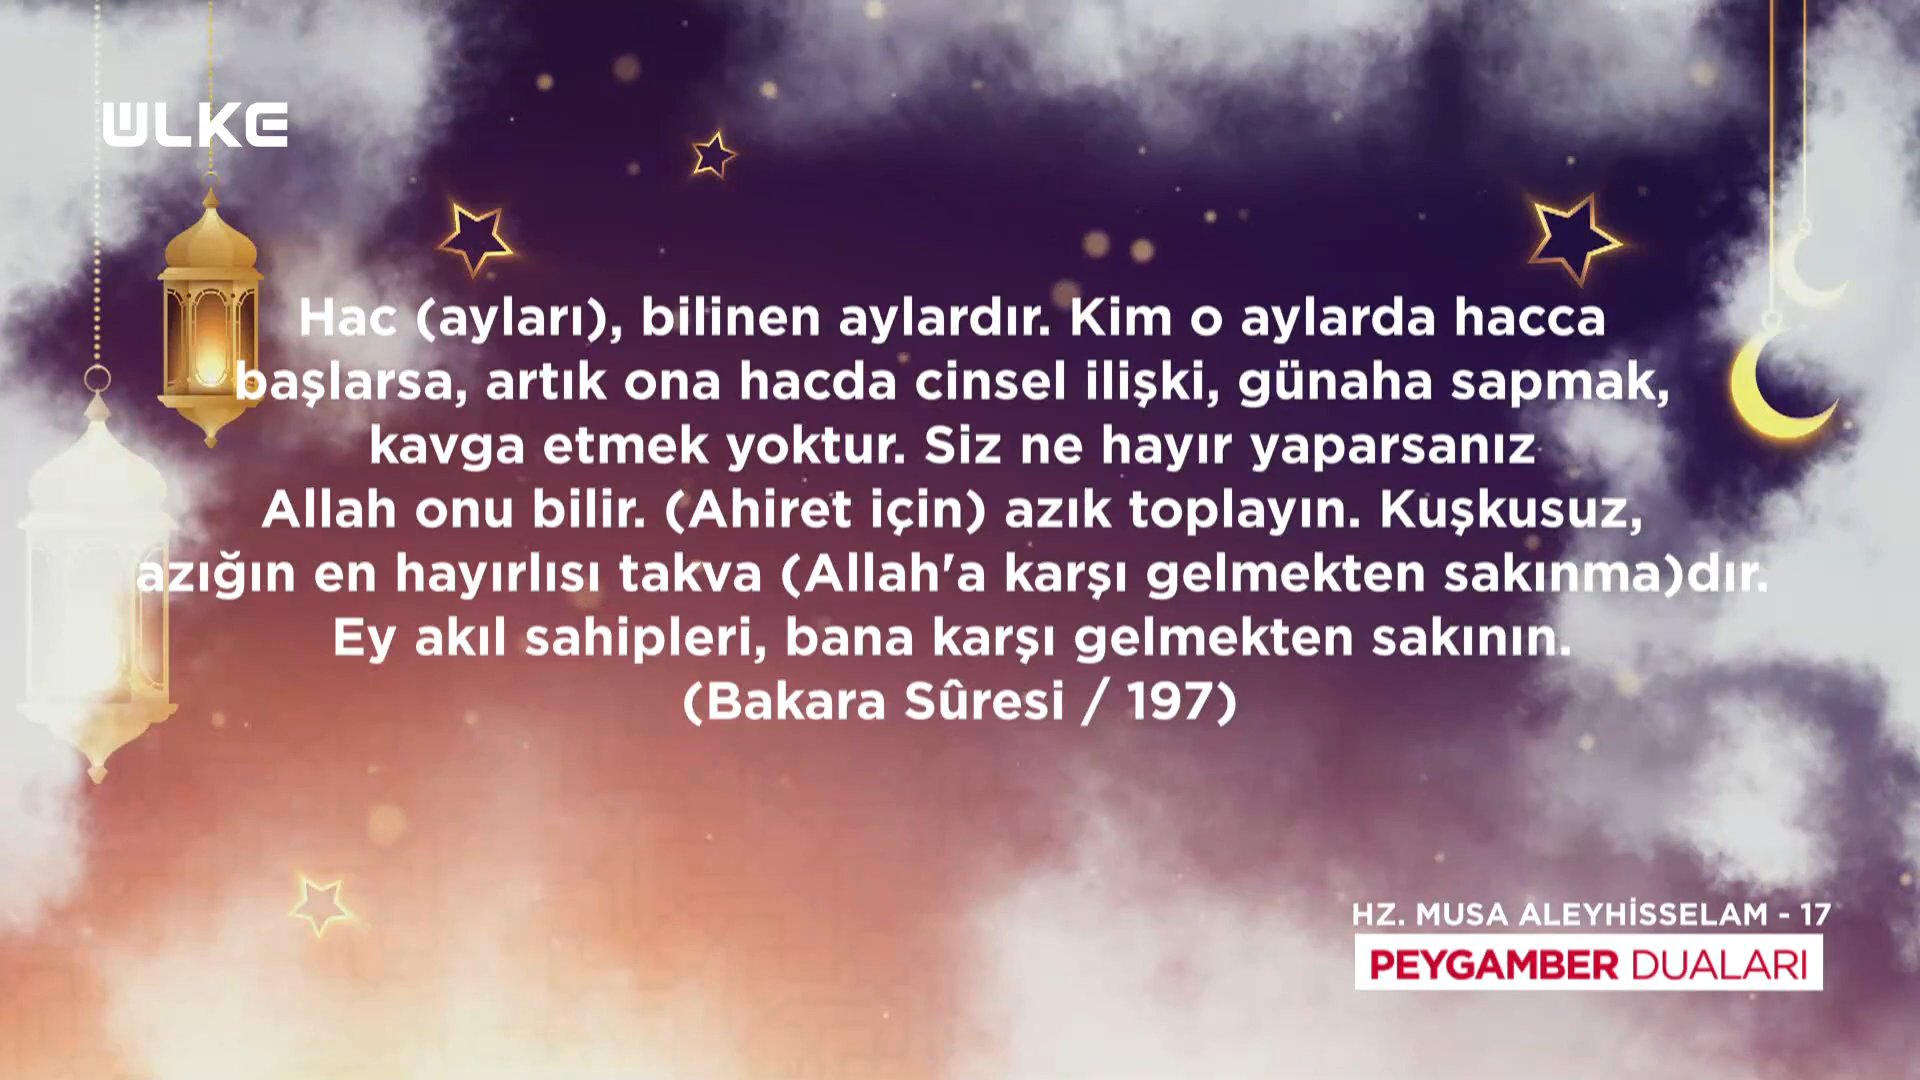 ÜLKE
Hac (ayları), bilinen aylardır. Kim o aylarda hacca
başlarsa, artık ona hacda cinsel ilişki, günaha sapmak,
kavga etmek yoktur. Siz ne hayır yaparsanız
Allah onu bilir. (Ahiret için) azık toplayın. Kuşkusuz,
azığın en hayırlısı takva (Allah'a karşı gelmekten sakınma)dır.
Ey akıl sahipleri, bana karşı gelmekten sakının.
(Bakara Sûresi / 197)
HZ. MUSA ALEYHİSSELAM - 17
PEYGAMBER DUALARI